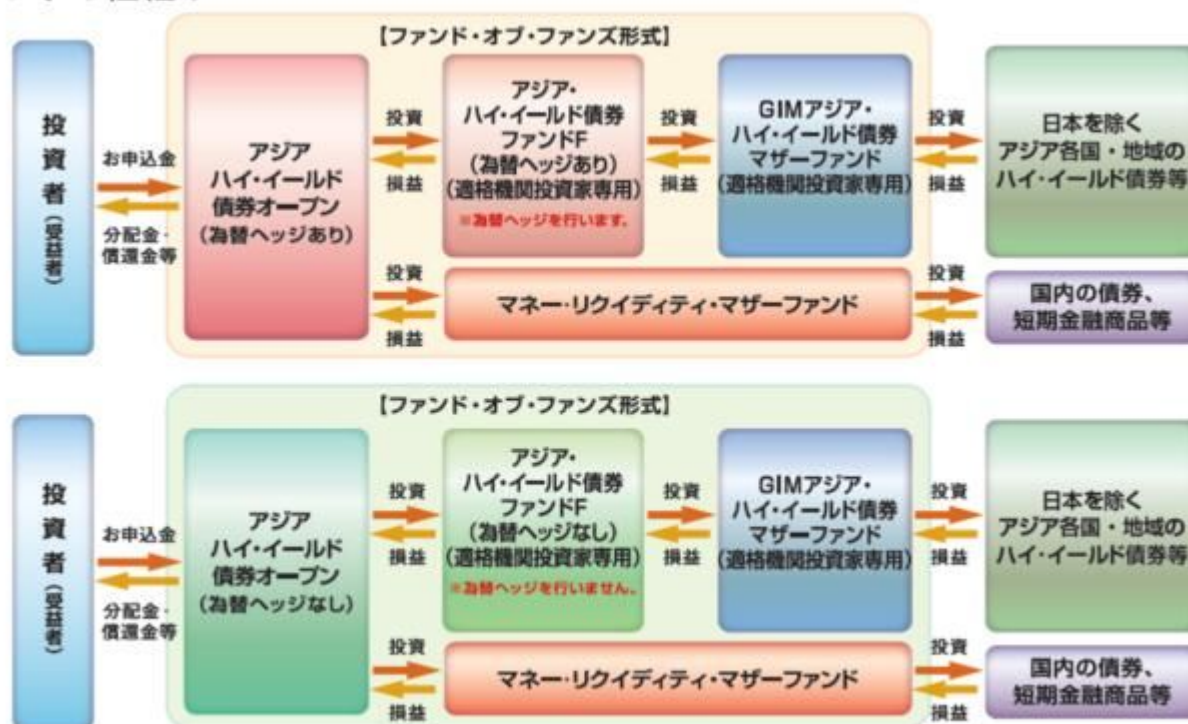 【ファンド・オブ・ファンズ形式】
投資者(受益者)
お申込金
分配金・
償還金等
アジア
ハイ・イールド
債券オープン
(為替ヘッジあり)
投資
損益
アジア・
ハイ・イールド債券
ファンドF
(為替ヘッジあり)
(適格機関投資家専用)
※為替ヘッジを行います。
投資
損益
GIMアジア・
ハイ・イールド債券
マザーファンド
(適格機関投資家専用)
投資
損益
日本を除く
アジア各国・地域の
ハイ・イールド債券等
投資
損益
マネー・リクイディティ・マザーファンド
投資
損益
国内の債券、
短期金融商品等
【ファンド・オブ・ファンズ形式】
投資者(受益者)
お申込金
分配金・
償還金等
アジア
ハイ・イールド
債券オープン
(為替ヘッジなし)
投資
損益
アジア・
ハイ・イールド債券
ファンドF
(為替ヘッジなし)
(適格機関投資家専用)
※為替ヘッジを行いません。
投資
損益
GIMアジア・
ハイ・イールド債券
マザーファンド
(適格機関投資家専用)
投資
損益
日本を除く
アジア各国・地域の
ハイ・イールド債券等
投資
損益
マネー・リクイディティ・マザーファンド
投資
損益
国内の債券、
短期金融商品等